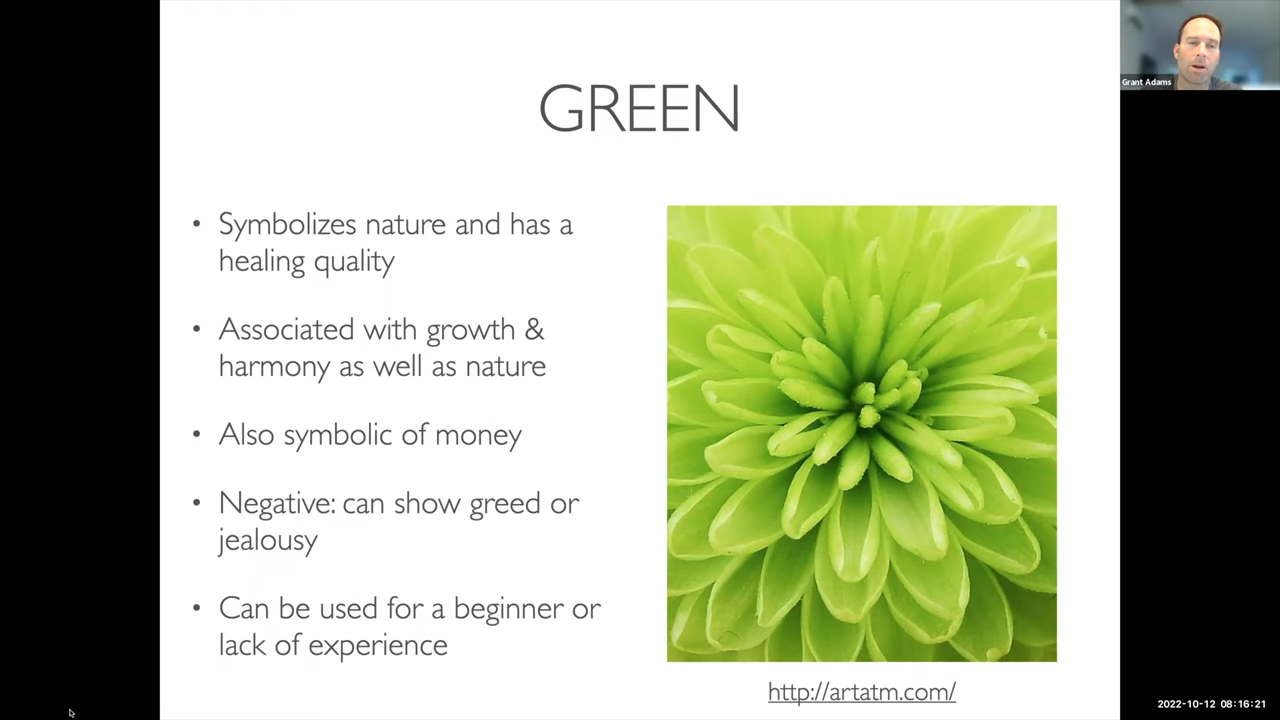 GREEN
• Symbolizes nature and has a
healing quality
• Associated with growth &
harmony as well as nature
• Also symbolic of money
• Negative: can show greed or
jealousy
• Can be used for a beginner or
lack of experience
http://artatm.com/
Grant Adams
2022-10-12 08:16:21